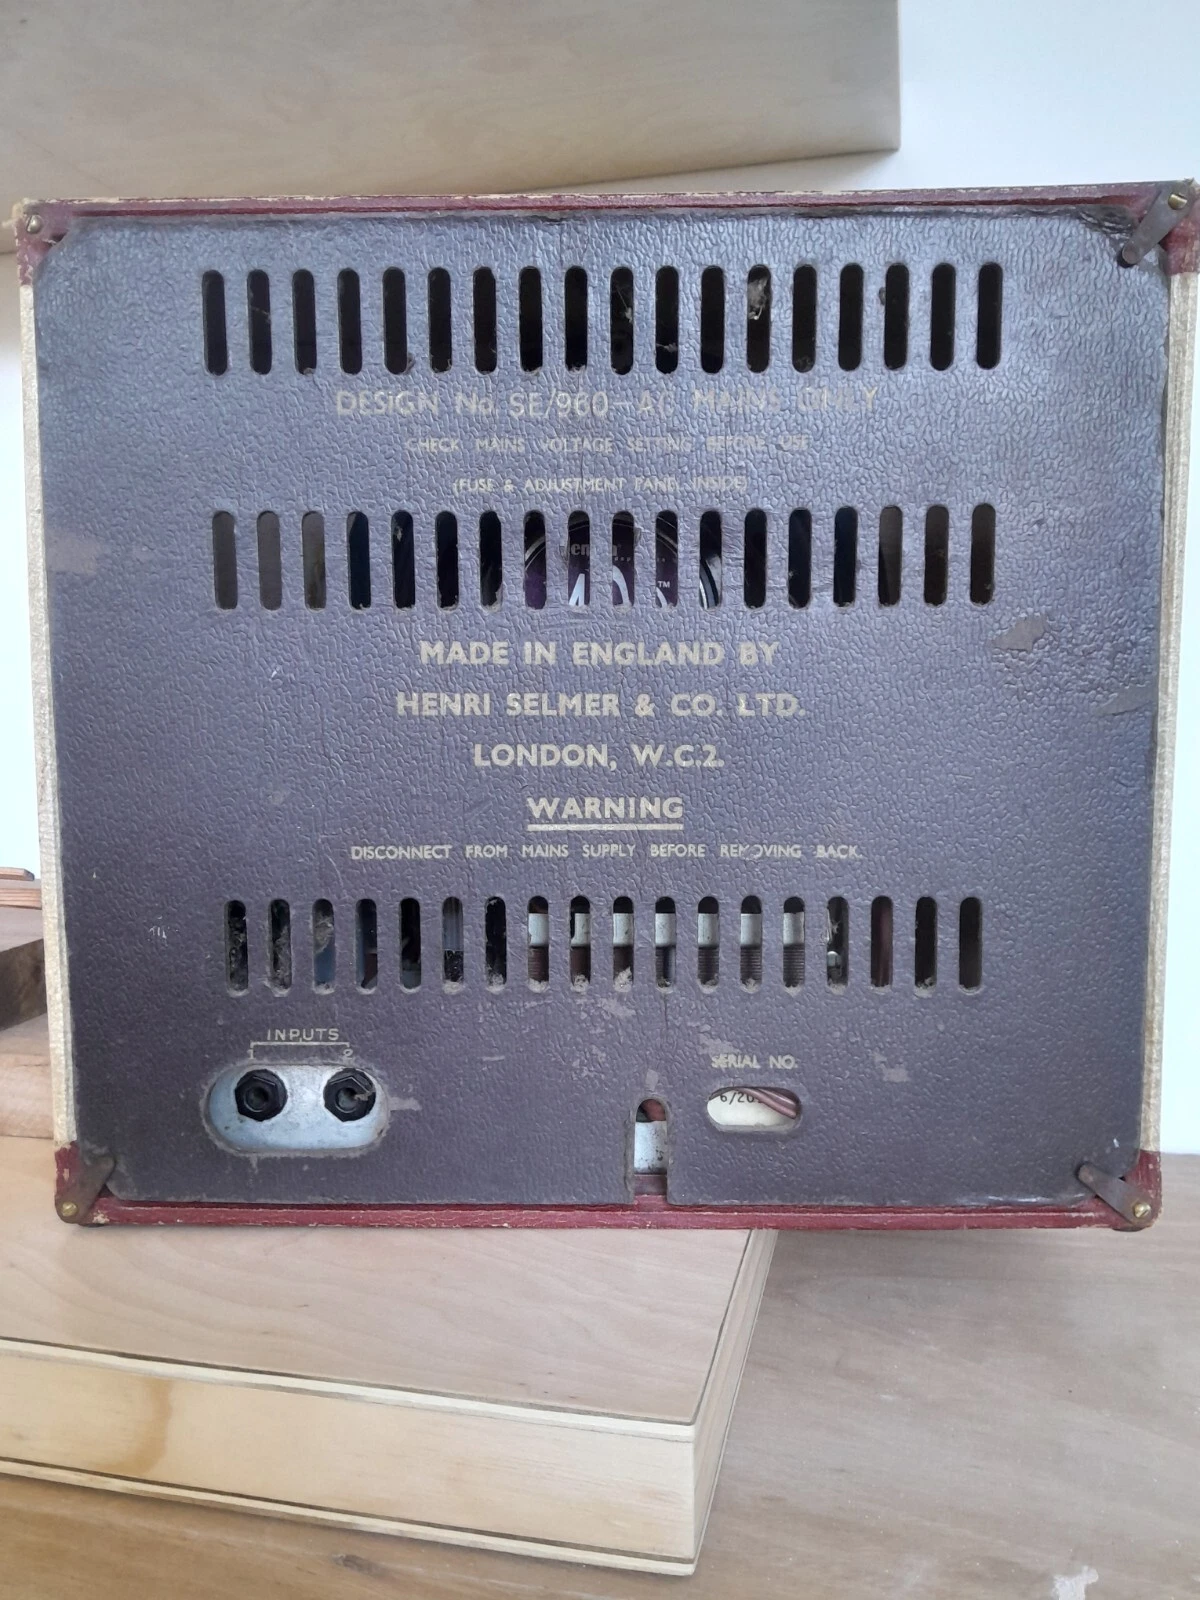 DESIGN No. SE/960-AC MAINS ONLY
CHECK MAINS VOLTAGE SETTING BEFORE USE
(FUSE & ADJUSTMENT PANEL INSIDE)
MADE IN ENGLAND BY
HENRI SELMER & CO. LTD.
LONDON, W.C.2.
WARNING
DISCONNECT FROM MAINS SUPPLY BEFORE REMOVING BACK.
INPUTS
1 2
SERIAL NO.